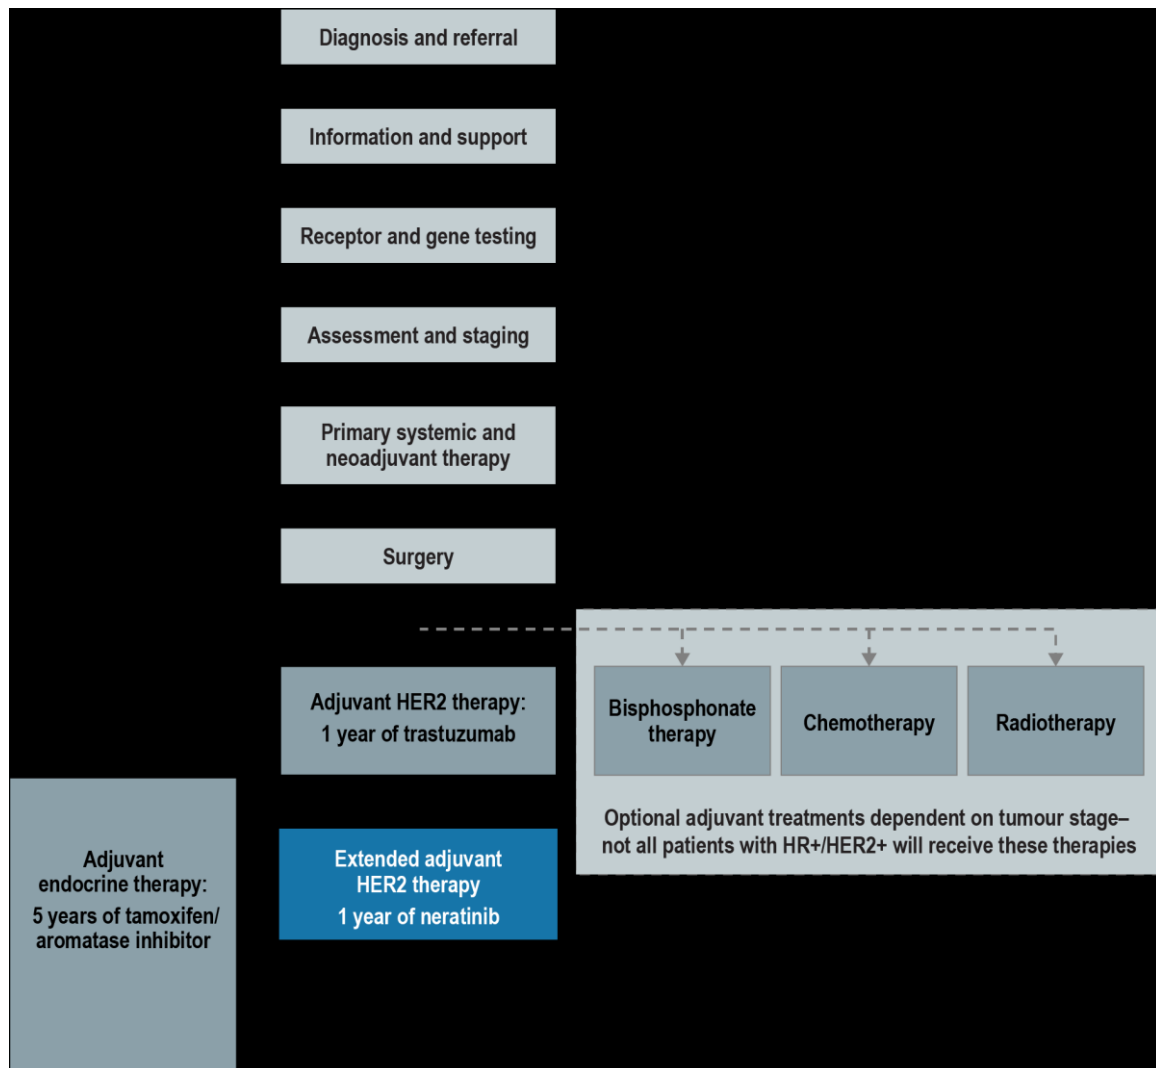 Diagnosis and referral
Information and support
Receptor and gene testing
Assessment and staging
Primary systemic and
neoadjuvant therapy
Surgery
Adjuvant HER2 therapy:
1 year of trastuzumab
Bisphosphonate
therapy
Chemotherapy
Radiotherapy
Optional adjuvant treatments dependent on tumour stage–
not all patients with HR+/HER2+ will receive these therapies
Adjuvant
endocrine therapy:
5 years of tamoxifen/
aromatase inhibitor
Extended adjuvant
HER2 therapy
1 year of neratinib